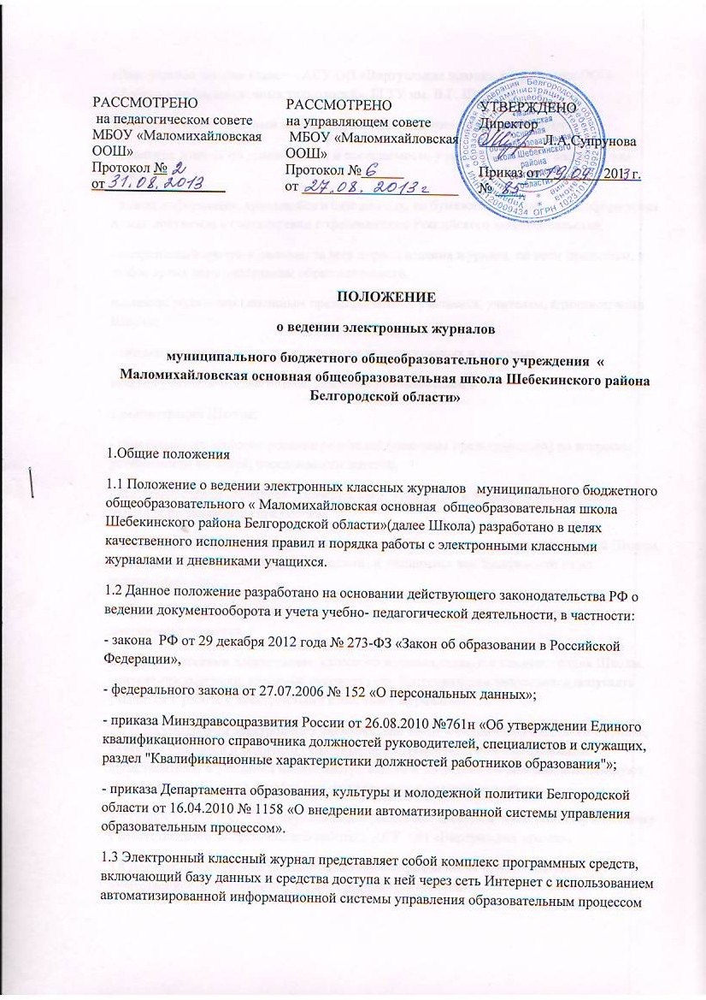 РАССМОТРЕНО
на педагогическом совете
МБОУ «Маломихайловская
ООШ»
Протокол № 2
от 31.08.2013
РАССМОТРЕНО
на управляющем совете
МБОУ «Маломихайловская
ООШ»
Протокол № 6
от 27.08.2013 г
УТВЕРЖДЕНО
Директор
Л.А.Супрунова
Приказ от 2013 г.
№ 85
ПОЛОЖЕНИЕ
о ведении электронных журналов
муниципального бюджетного общеобразовательного учреждения «
Маломихайловская основная общеобразовательная школа Шебекинского района
Белгородской области»
1.Общие положения
1.1 Положение о ведении электронных классных журналов муниципального бюджетного
общеобразовательного « Маломихайловская основная общеобразовательная школа
Шебекинского района Белгородской области»(далее Школа) разработано в целях
качественного исполнения правил и порядка работы с электронными классными
журналами и дневниками учащихся.
1.2 Данное положение разработано на основании действующего законодательства РФ о
ведении документооборота и учета учебно- педагогической деятельности, в частности:
- закона РФ от 29 декабря 2012 года № 273-ФЗ «Закон об образовании в Российской
Федерации»,
- федерального закона от 27.07.2006 № 152 «О персональных данных»;
- приказа Минздравсоцразвития России от 26.08.2010 №761н «Об утверждении Единого
квалификационного справочника должностей руководителей, специалистов и служащих,
раздел "Квалификационные характеристики должностей работников образования"»;
- приказа Департамента образования, культуры и молодежной политики Белгородской
области от 16.04.2010 № 1158 «О внедрении автоматизированной системы управления
образовательным процессом».
1.3 Электронный классный журнал представляет собой комплекс программных средств,
включающий базу данных и средства доступа к ней через сеть Интернет с использованием
автоматизированной информационной системы управления образовательным процессом